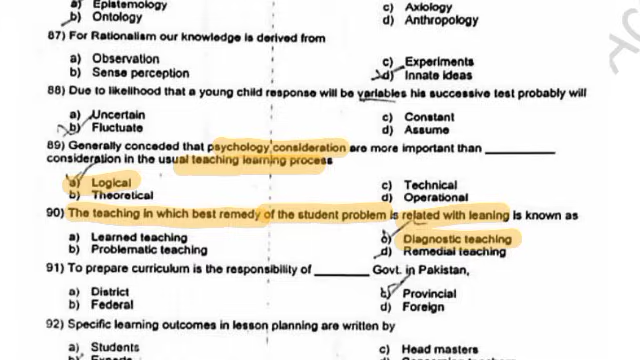 a) Epistemology c) Axiology
b) Ontology d) Anthropology
87) For Rationalism our knowledge is derived from
a) Observation c) Experiments
b) Sense perception d) Innate ideas
88) Due to likelihood that a young child response will be variables his successive test probably will
a) Uncertain c) Constant
b) Fluctuate d) Assume
89) Generally conceded that psychology consideration are more important than ____________
consideration in the usual teaching learning process
a) Logical c) Technical
b) Theoretical d) Operational
90) The teaching in which best remedy of the student problem is related with leaning is known as
a) Learned teaching Diagnostic teaching
b) Problematic teaching d) Remedial teaching
91) To prepare curriculum is the responsibility of _________ Govt. in Pakistan,
a) District Provincial
b) Federal d) Foreign
92) Specific learning outcomes in lesson planning are written by
a) Students c) Head masters
b) Experts d)